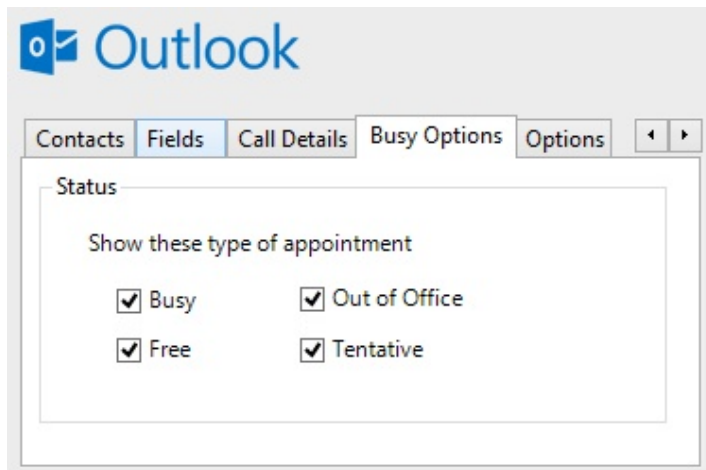 Outlook
Contacts Fields Call Details Busy Options Options
Status
Show these type of appointment
Busy Out of Office
Free Tentative